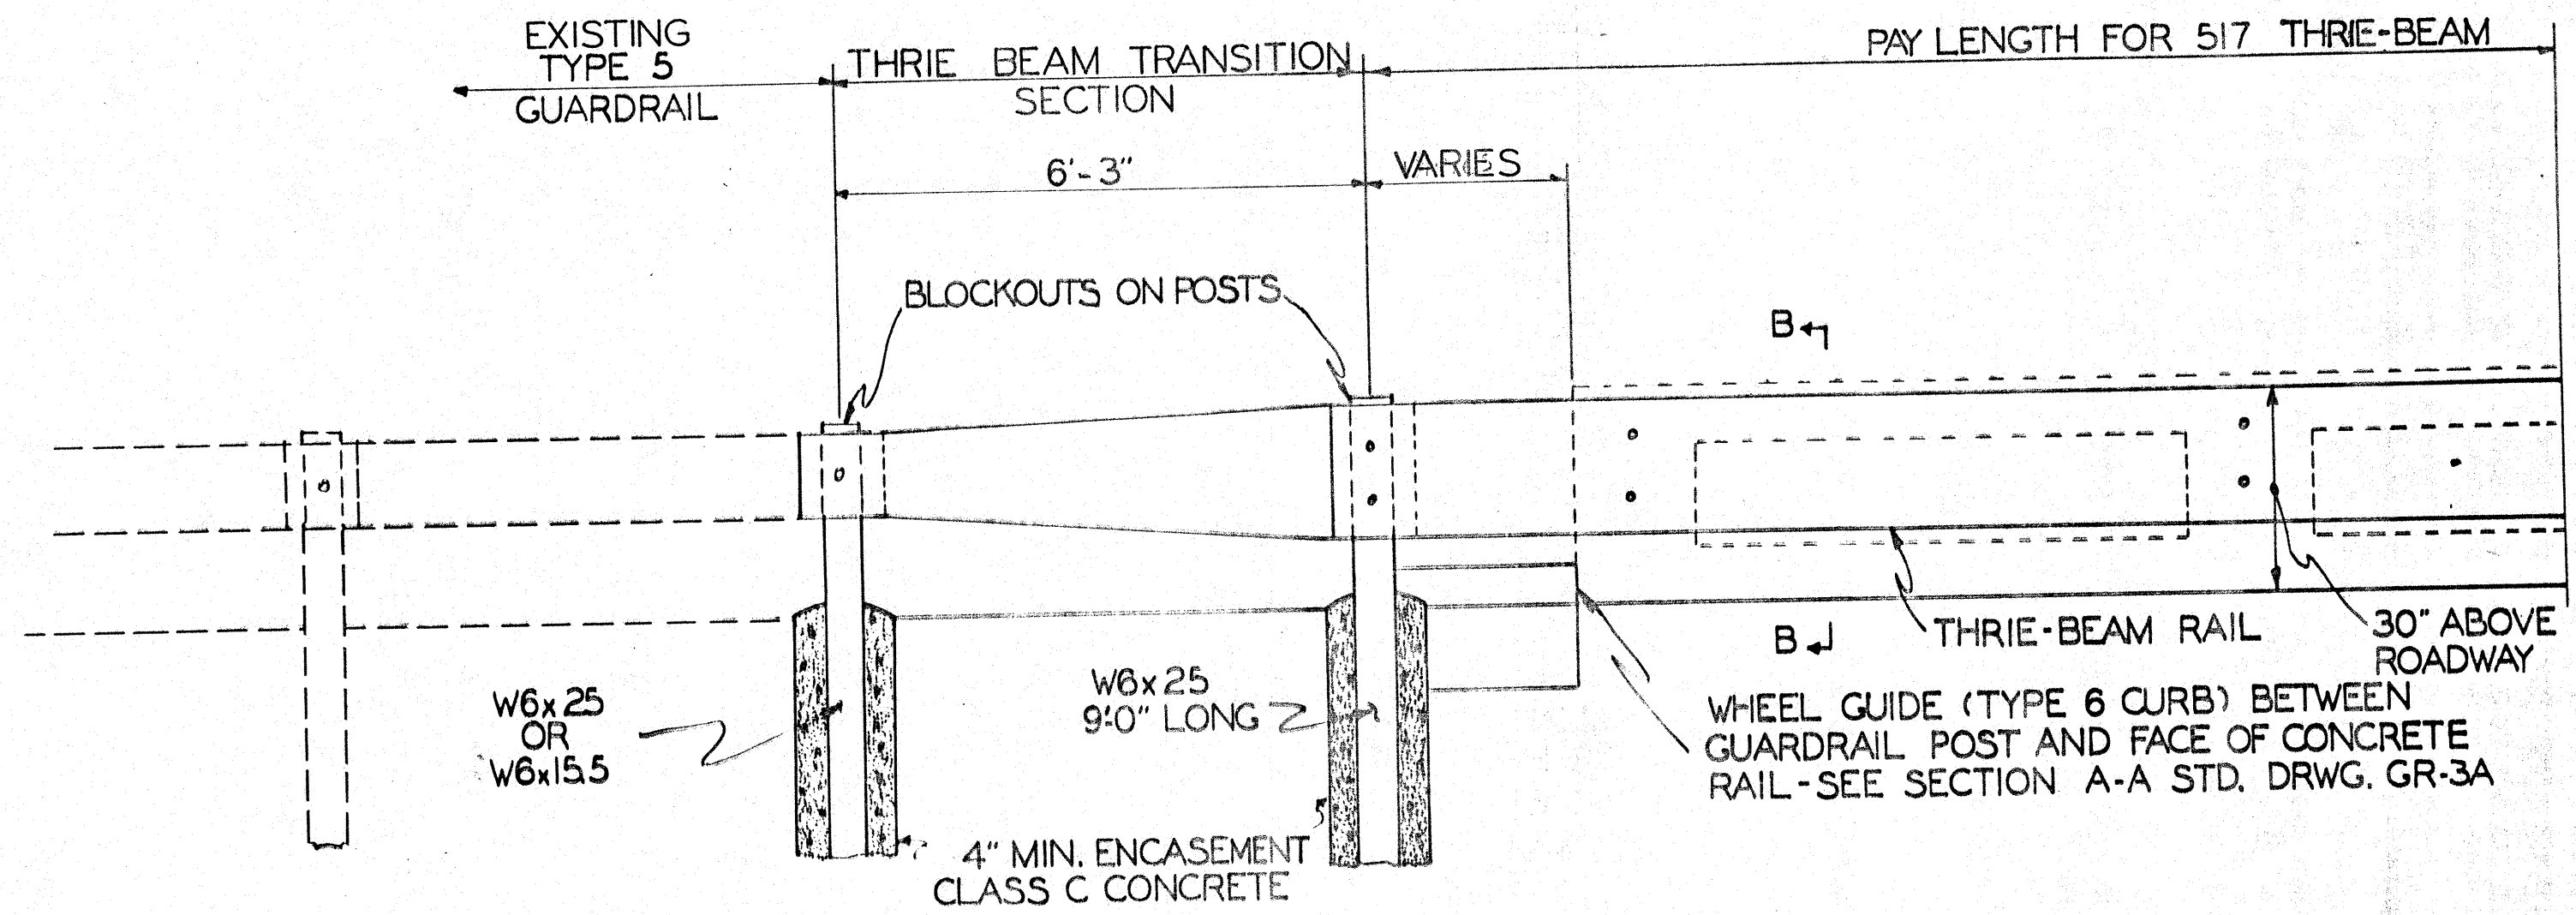 EXISTING
TYPE 5
GUARDRAIL
THRIE BEAM TRANSITION
SECTION
PAY LENGTH FOR 517 THRIE-BEAM
6'-3"
VARIES
BLOCKOUTS ON POSTS
B
B
THRIE-BEAM RAIL
30" ABOVE
ROADWAY
W6x25
OR
W6x15.5
W6x25
9'-0" LONG
WHEEL GUIDE (TYPE 6 CURB) BETWEEN
GUARDRAIL POST AND FACE OF CONCRETE
RAIL-SEE SECTION A-A STD. DRWG. GR-3A
4" MIN. ENCASEMENT
CLASS C CONCRETE